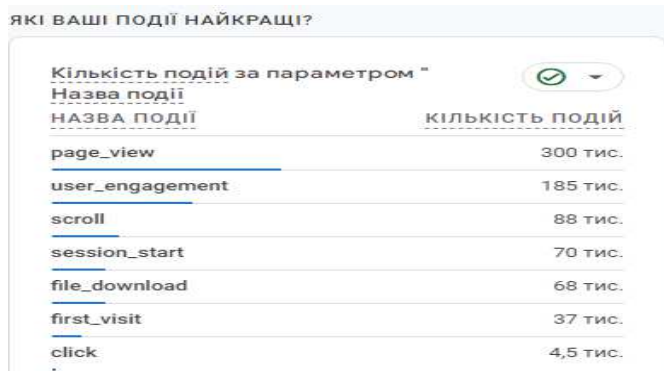 ЯКІ ВАШІ ПОДІЇ НАЙКРАЩІ?
Кількість подій за параметром "
Назва події
НАЗВА ПОДІЇ КІЛЬКІСТЬ ПОДІЙ
page_view 300 тис.
user_engagement 185 тис.
scroll 88 тис.
session_start 70 тис.
file_download 68 тис.
first_visit 37 тис.
click 4,5 тис.